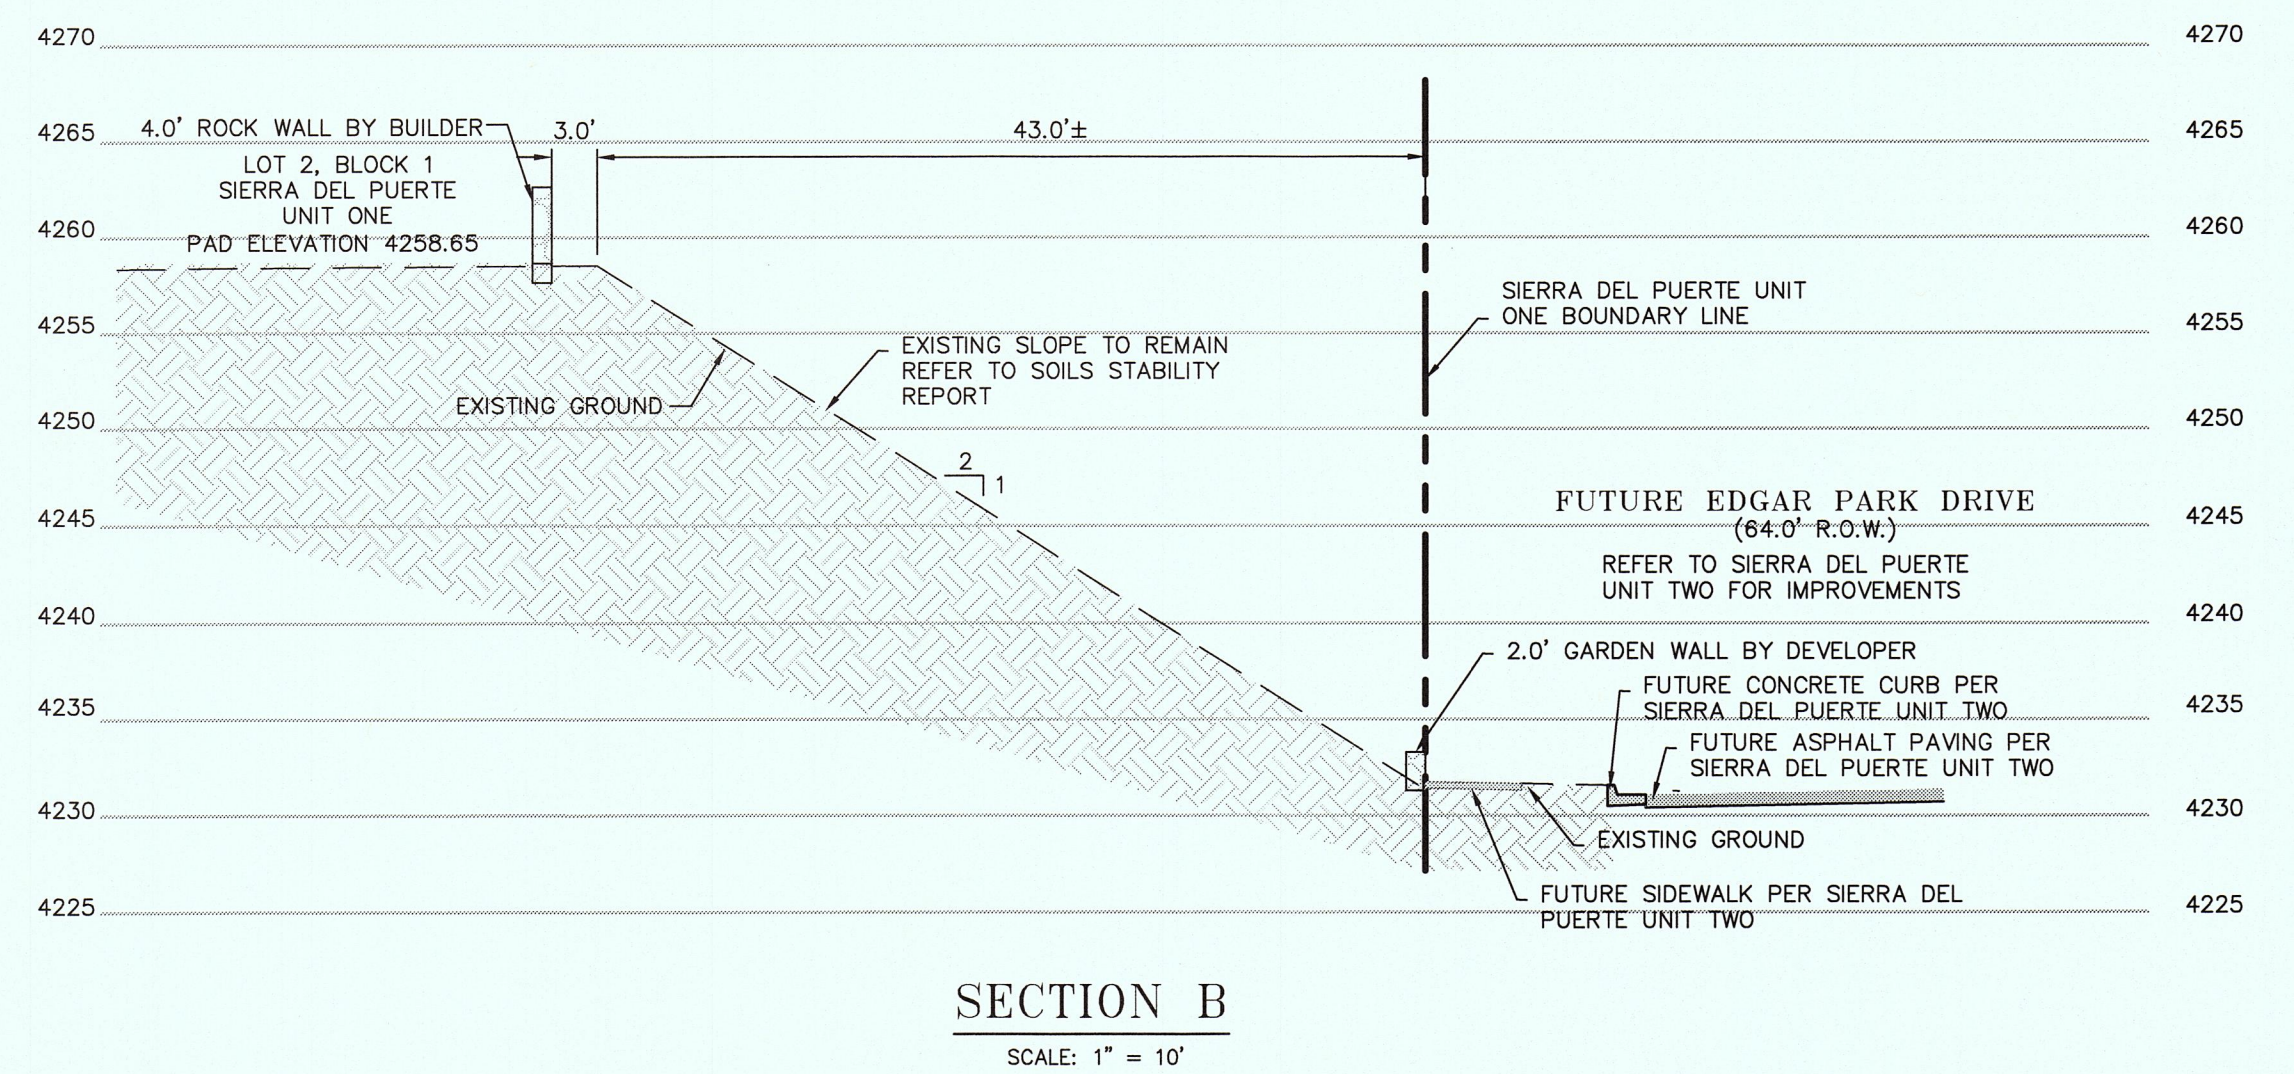 4270
4270
4265
4265
4.0' ROCK WALL BY BUILDER
3.0'
43.0'±
LOT 2, BLOCK 1
SIERRA DEL PUERTE
UNIT ONE
PAD ELEVATION 4258.65
4260
4260
SIERRA DEL PUERTE UNIT
ONE BOUNDARY LINE
4255
4255
EXISTING SLOPE TO REMAIN
REFER TO SOILS STABILITY
REPORT
EXISTING GROUND
4250
4250
2
1
FUTURE EDGAR PARK DRIVE
(64.0' R.O.W.)
4245
4245
REFER TO SIERRA DEL PUERTE
UNIT TWO FOR IMPROVEMENTS
4240
4240
2.0' GARDEN WALL BY DEVELOPER
FUTURE CONCRETE CURB PER
SIERRA DEL PUERTE UNIT TWO
4235
4235
FUTURE ASPHALT PAVING PER
SIERRA DEL PUERTE UNIT TWO
4230
4230
EXISTING GROUND
FUTURE SIDEWALK PER SIERRA DEL
PUERTE UNIT TWO
4225
4225
SECTION B
SCALE: 1" = 10'